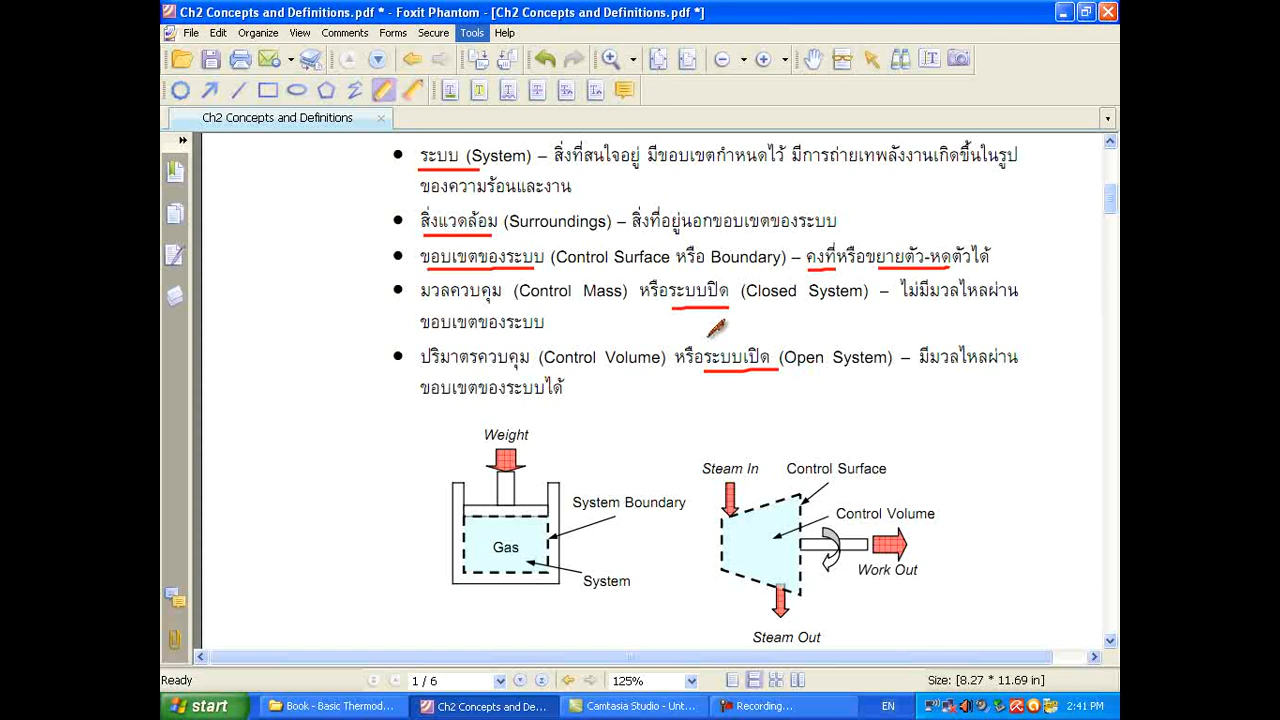 Ch2 Concepts and Definitions.pdf * - Foxit Phantom - [Ch2 Concepts and Definitions.pdf *]
File Edit Organize View Comments Forms Secure Tools Help
Ch2 Concepts and Definitions
ระบบ (System) – สิ่งที่สนใจอยู่ มีขอบเขตกำหนดไว้ มีการถ่ายเทพลังงานเกิดขึ้นในรูป
ของความร้อนและงาน
สิ่งแวดล้อม (Surroundings) – สิ่งที่อยู่นอกขอบเขตของระบบ
ขอบเขตของระบบ (Control Surface หรือ Boundary) – คงที่หรือขยายตัว-หดตัวได้
มวลควบคุม (Control Mass) หรือระบบปิด (Closed System) – ไม่มีมวลไหลผ่าน
ขอบเขตของระบบ
ปริมาตรควบคุม (Control Volume) หรือระบบเปิด (Open System) – มีมวลไหลผ่าน
ขอบเขตของระบบได้
Weight
System Boundary
Gas
System
Steam In
Control Surface
Control Volume
Work Out
Steam Out
Ready
1 / 6
125%
Size: [8.27 * 11.69 in]
start
Book - Basic Thermod...
Ch2 Concepts and De...
Camtasia Studio - Unt...
Recording...
EN
2:41 PM